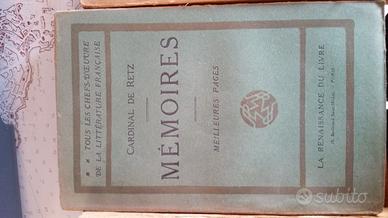 TOUS LES CHEFS-D'ŒUVRE
DE LA LITTÉRATURE FRANÇAISE
CARDINAL DE RETZ
MÉMOIRES
MEILLEURES PAGES
LA RENAISSANCE DU LIVRE
subito